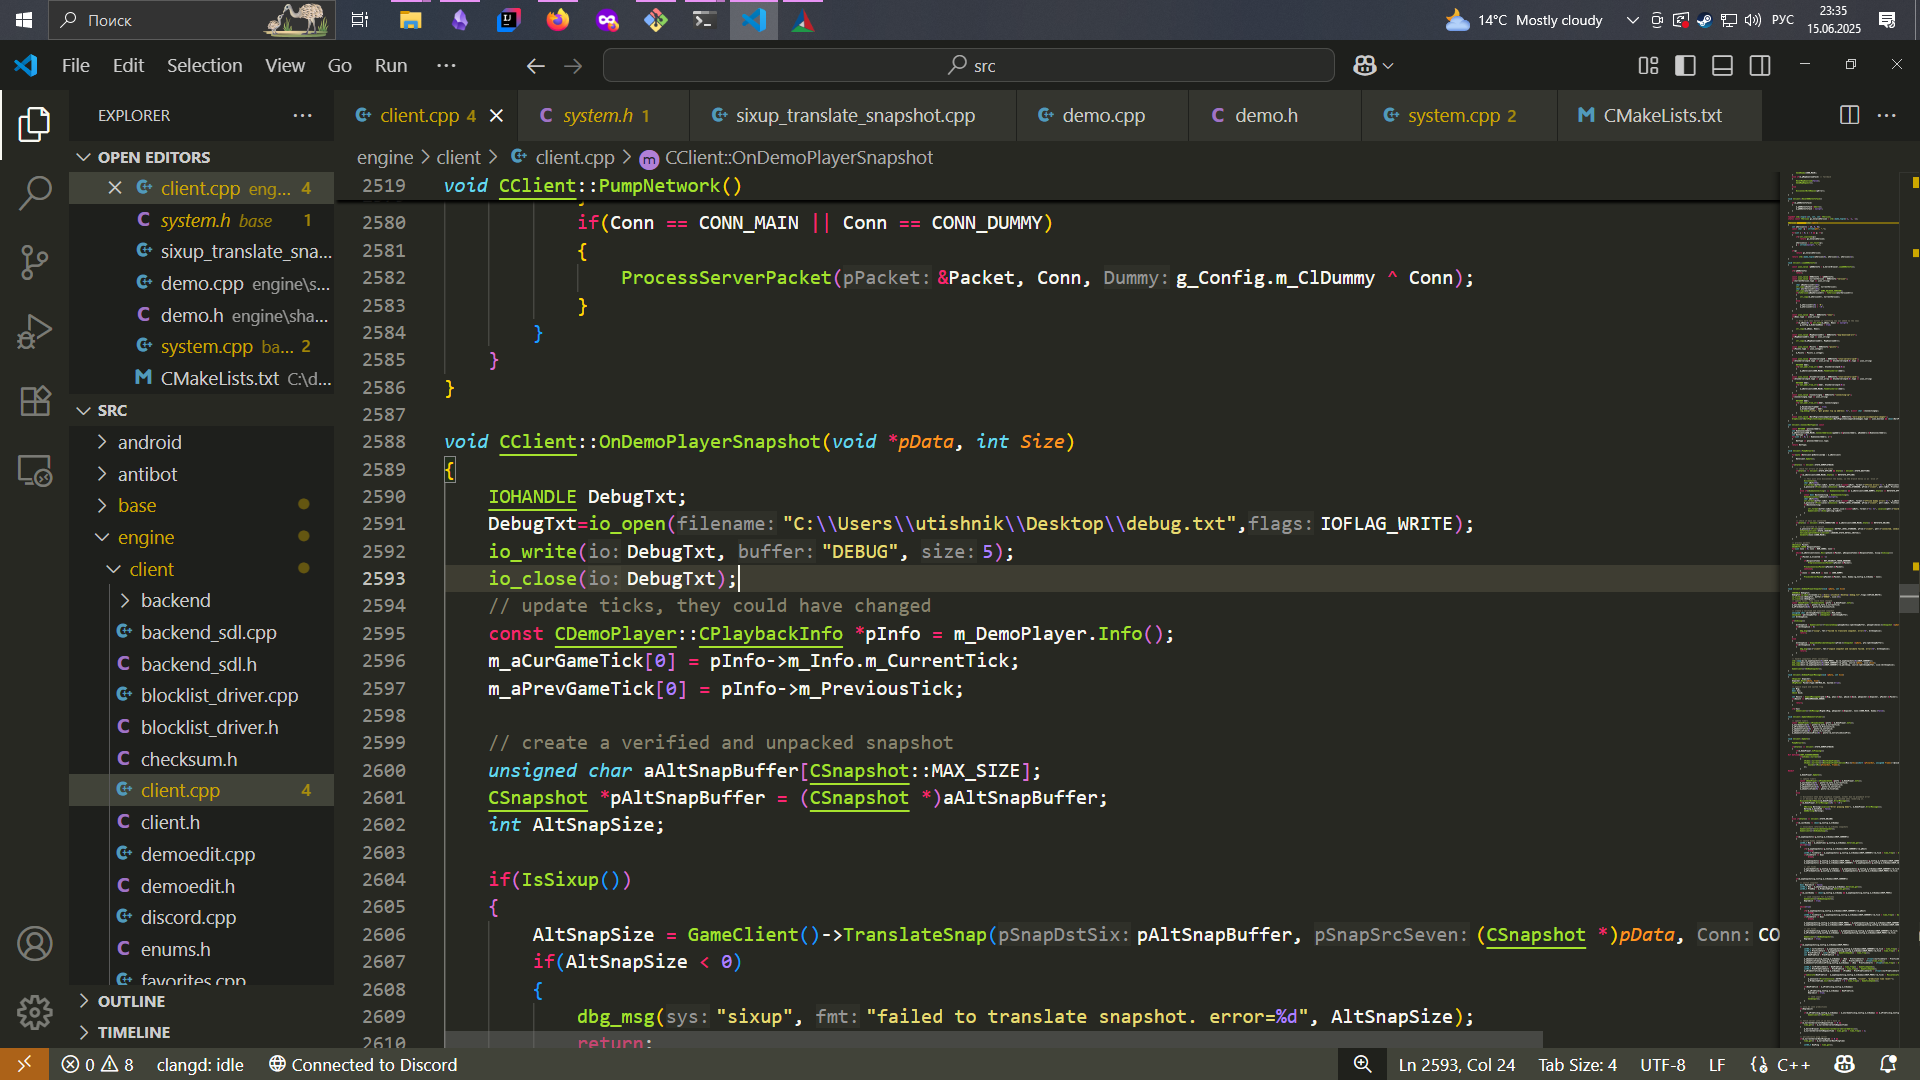 Поиск
14°C Mostly cloudy
РУС
23:35
15.06.2025
File Edit Selection View Go Run ···
src
EXPLORER
client.cpp 4
system.h 1
sixup_translate_snapshot.cpp
demo.cpp
demo.h
system.cpp 2
CMakeLists.txt
engine > client > client.cpp > CClient::OnDemoPlayerSnapshot
OPEN EDITORS
client.cpp eng... 4
system.h base 1
sixup_translate_sna...
demo.cpp engine\s...
demo.h engine\sha...
system.cpp ba... 2
CMakeLists.txt C:\d...
SRC
android
antibot
base
engine
client
backend
backend_sdl.cpp
backend_sdl.h
blocklist_driver.cpp
blocklist_driver.h
checksum.h
client.cpp 4
client.h
demoedit.cpp
demoedit.h
discord.cpp
enums.h
favorites.cpp
OUTLINE
TIMELINE
2519 void CClient::PumpNetwork()
2580 if(Conn == CONN_MAIN || Conn == CONN_DUMMY)
2581 {
2582 ProcessServerPacket(pPacket: &Packet, Conn, Dummy: g_Config.m_ClDummy ^ Conn);
2583 }
2584 }
2585 }
2586 }
2587
2588 void CClient::OnDemoPlayerSnapshot(void *pData, int Size)
2589 {
2590 IOHANDLE DebugTxt;
2591 DebugTxt=io_open(filename: "C:\\Users\\utishnik\\Desktop\\debug.txt",flags: IOFLAG_WRITE);
2592 io_write(io: DebugTxt, buffer: "DEBUG", size: 5);
2593 io_close(io: DebugTxt);
2594 // update ticks, they could have changed
2595 const CDemoPlayer::CPlaybackInfo *pInfo = m_DemoPlayer.Info();
2596 m_aCurGameTick[0] = pInfo->m_Info.m_CurrentTick;
2597 m_aPrevGameTick[0] = pInfo->m_PreviousTick;
2598
2599 // create a verified and unpacked snapshot
2600 unsigned char aAltSnapBuffer[CSnapshot::MAX_SIZE];
2601 CSnapshot *pAltSnapBuffer = (CSnapshot *)aAltSnapBuffer;
2602 int AltSnapSize;
2603
2604 if(IsSixup())
2605 {
2606 AltSnapSize = GameClient()->TranslateSnap(pSnapDstSix: pAltSnapBuffer, pSnapSrcSeven: (CSnapshot *)pData, Conn: CO
2607 if(AltSnapSize < 0)
2608 {
2609 dbg_msg(sys: "sixup", fmt: "failed to translate snapshot. error=%d", AltSnapSize);
2610 return;
0 8 clangd: idle Connected to Discord
Ln 2593, Col 24 Tab Size: 4 UTF-8 LF {} C++